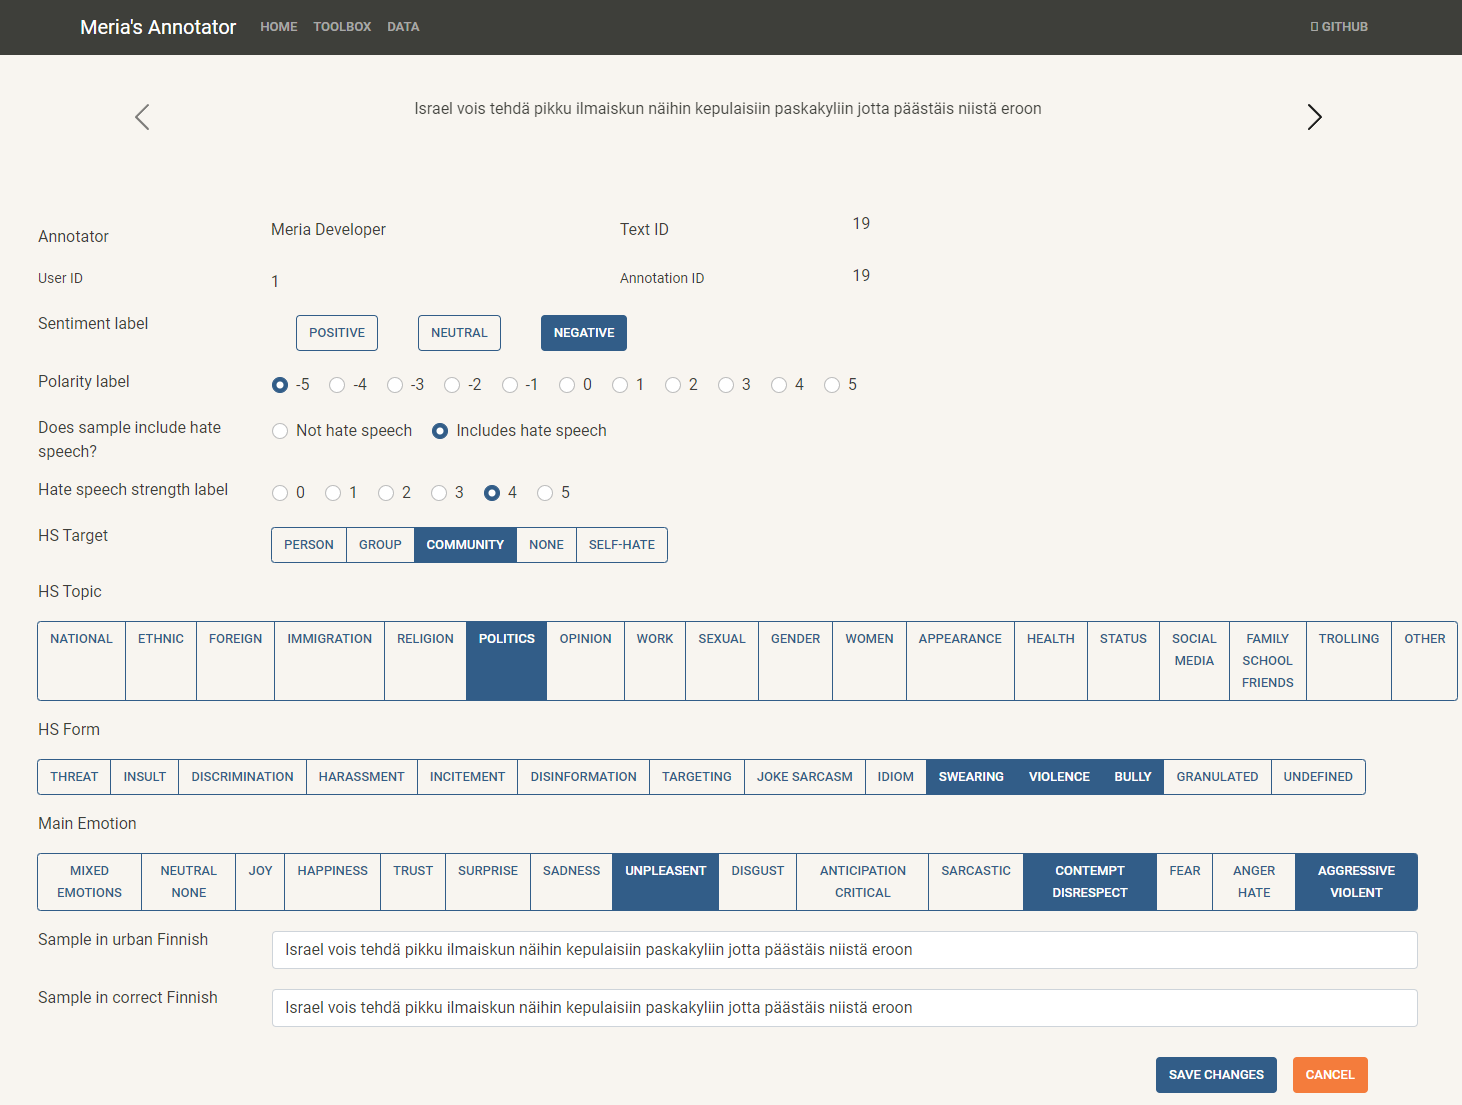 Meria's Annotator HOME TOOLBOX DATA GITHUB
Israel vois tehdä pikku ilmaiskun näihin kepulaisiin paskakyliin jotta päästäis niistä eroon
Annotator Meria Developer Text ID 19
User ID 1 Annotation ID 19
Sentiment label POSITIVE NEUTRAL NEGATIVE
Polarity label -5 -4 -3 -2 -1 0 1 2 3 4 5
Does sample include hate speech? Not hate speech Includes hate speech
Hate speech strength label 0 1 2 3 4 5
HS Target PERSON GROUP COMMUNITY NONE SELF-HATE
HS Topic
NATIONAL ETHNIC FOREIGN IMMIGRATION RELIGION POLITICS OPINION WORK SEXUAL GENDER WOMEN APPEARANCE HEALTH STATUS SOCIAL MEDIA FAMILY SCHOOL FRIENDS TROLLING OTHER
HS Form
THREAT INSULT DISCRIMINATION HARASSMENT INCITEMENT DISINFORMATION TARGETING JOKE SARCASM IDIOM SWEARING VIOLENCE BULLY GRANULATED UNDEFINED
Main Emotion
MIXED EMOTIONS NEUTRAL NONE JOY HAPPINESS TRUST SURPRISE SADNESS UNPLEASENT DISGUST ANTICIPATION CRITICAL SARCASTIC CONTEMPT DISRESPECT FEAR ANGER HATE AGGRESSIVE VIOLENT
Sample in urban Finnish Israel vois tehdä pikku ilmaiskun näihin kepulaisiin paskakyliin jotta päästäis niistä eroon
Sample in correct Finnish Israel vois tehdä pikku ilmaiskun näihin kepulaisiin paskakyliin jotta päästäis niistä eroon
SAVE CHANGES CANCEL